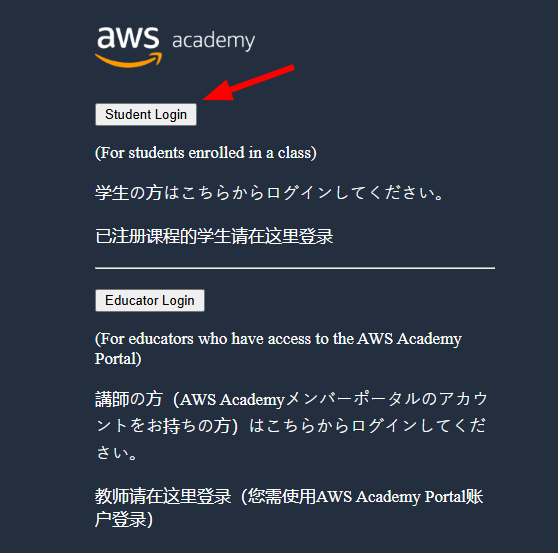 aws academy
Student Login
(For students enrolled in a class)
学生の方はこちらからログインしてください。
已注册课程的学生请在这里登录
Educator Login
(For educators who have access to the AWS Academy
Portal)
講師の方（AWS Academyメンバーポータルのアカウ
ントをお持ちの方）はこちらからログインしてくだ
さい。
教师请在这里登录（您需使用AWS Academy Portal账
户登录）